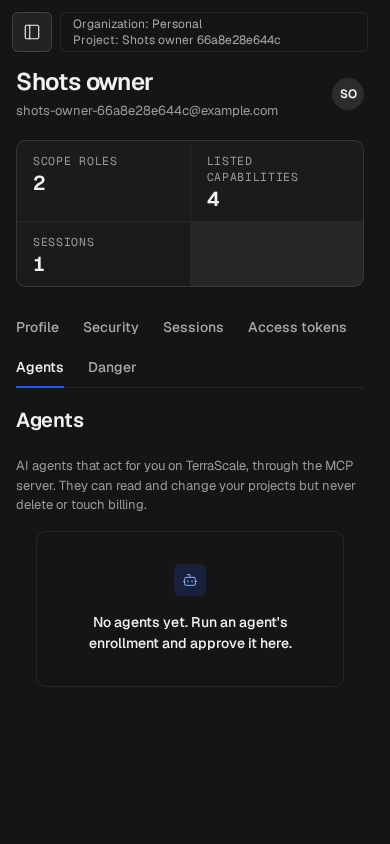 Organization: Personal
Project: Shots owner 66a8e28e644c
Shots owner
shots-owner-66a8e28e644c@example.com
SO
SCOPE ROLES
2
LISTED
CAPABILITIES
4
SESSIONS
1
Profile Security Sessions Access tokens
Agents Danger
Agents
AI agents that act for you on TerraScale, through the MCP
server. They can read and change your projects but never
delete or touch billing.
No agents yet. Run an agent's
enrollment and approve it here.